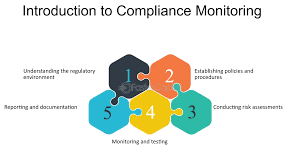 Introduction to Compliance Monitoring
Understanding the regulatory
environment
1
2
Establishing policies and
procedures
Reporting and documentation
5
4
3
Conducting risk assessments
Monitoring and testing